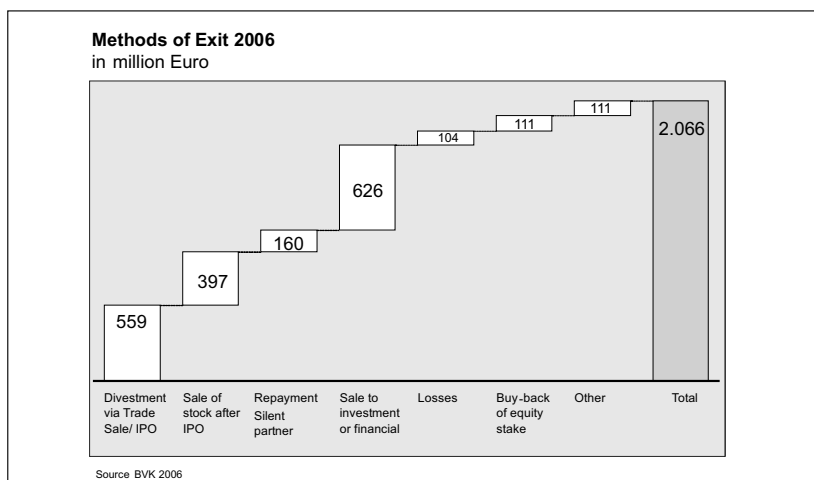 Methods of Exit 2006
in million Euro
559
397
160
626
104
111
111
2.066
Divestment
via Trade
Sale/ IPO
Sale of
stock after
IPO
Repayment
Silent
partner
Sale to
investment
or financial
Losses
Buy-back
of equity
stake
Other
Total
Source BVK 2006